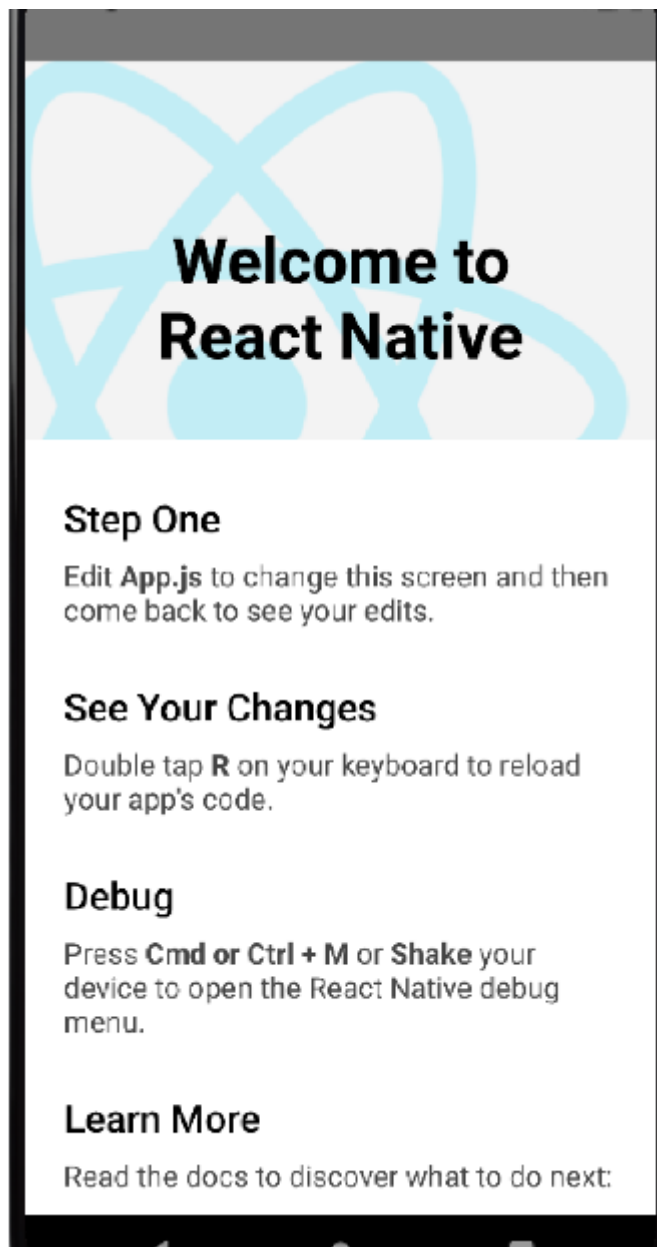 Welcome to
React Native
Step One
Edit App.js to change this screen and then
come back to see your edits.
See Your Changes
Double tap R on your keyboard to reload
your app's code.
Debug
Press Cmd or Ctrl + M or Shake your
device to open the React Native debug
menu.
Learn More
Read the docs to discover what to do next: